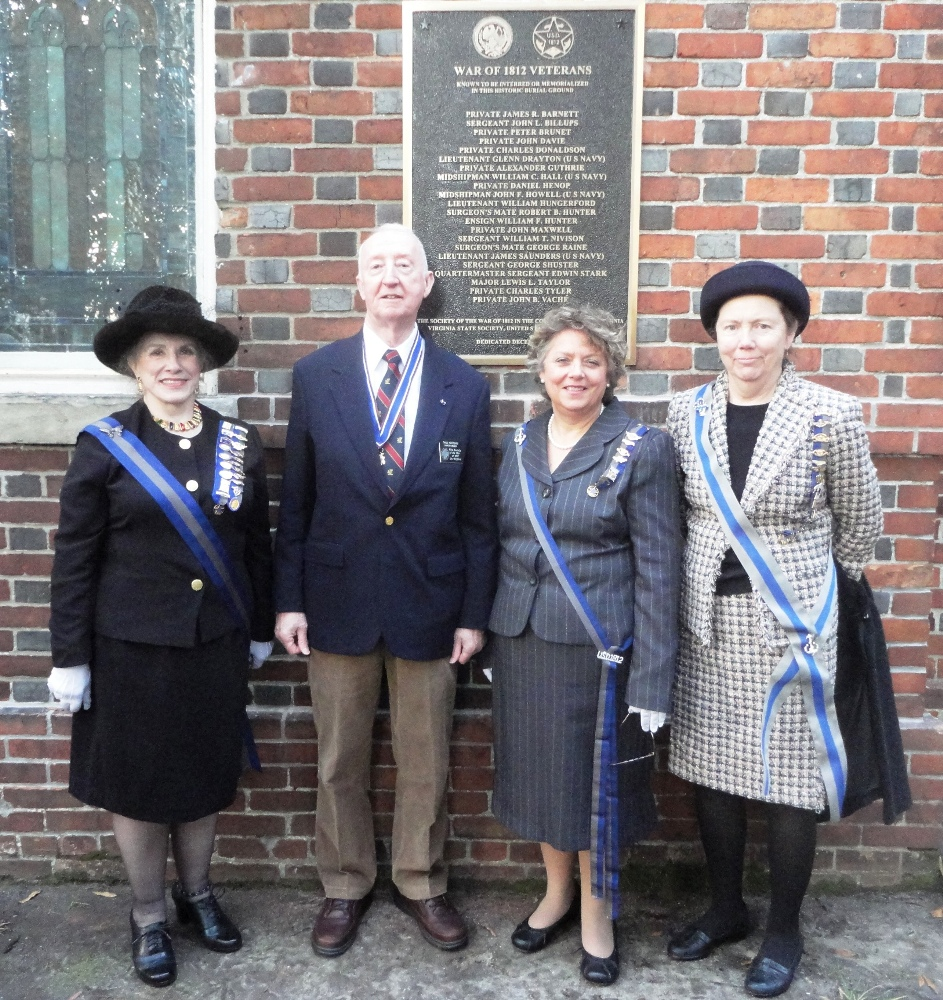 U.S.D.
1812
WAR OF 1812 VETERANS
KNOWN TO BE INTERRED OR MEMORIALIZED
IN THIS HISTORIC BURIAL GROUND
PRIVATE JAMES R. BARNETT
SERGEANT JOHN L. BILLUPS
PRIVATE PETER BRUNET
PRIVATE JOHN DAVIE
PRIVATE CHARLES DONALDSON
LIEUTENANT GLENN DRAYTON (U S NAVY)
PRIVATE ALEXANDER GUTHRIE
MIDSHIPMAN WILLIAM C. HALL (U S NAVY)
PRIVATE DANIEL HENOP
MIDSHIPMAN JOHN F. HOWELL (U S NAVY)
LIEUTENANT WILLIAM HUNGERFORD
SURGEON'S MATE ROBERT B. HUNTER
ENSIGN WILLIAM F. HUNTER
PRIVATE JOHN MAXWELL
SERGEANT WILLIAM T. NIVISON
SURGEON'S MATE GEORGE RAINE
LIEUTENANT JAMES SAUNDERS (U S NAVY)
SERGEANT GEORGE SHUSTER
QUARTERMASTER SERGEANT EDWIN STARK
MAJOR LEWIS L. TAYLOR
PRIVATE CHARLES TYLER
PRIVATE JOHN B. VACHE
THE SOCIETY OF THE WAR OF 1812 IN THE
VIRGINIA STATE SOCIETY, UNITED
DEDICATED
USD1812